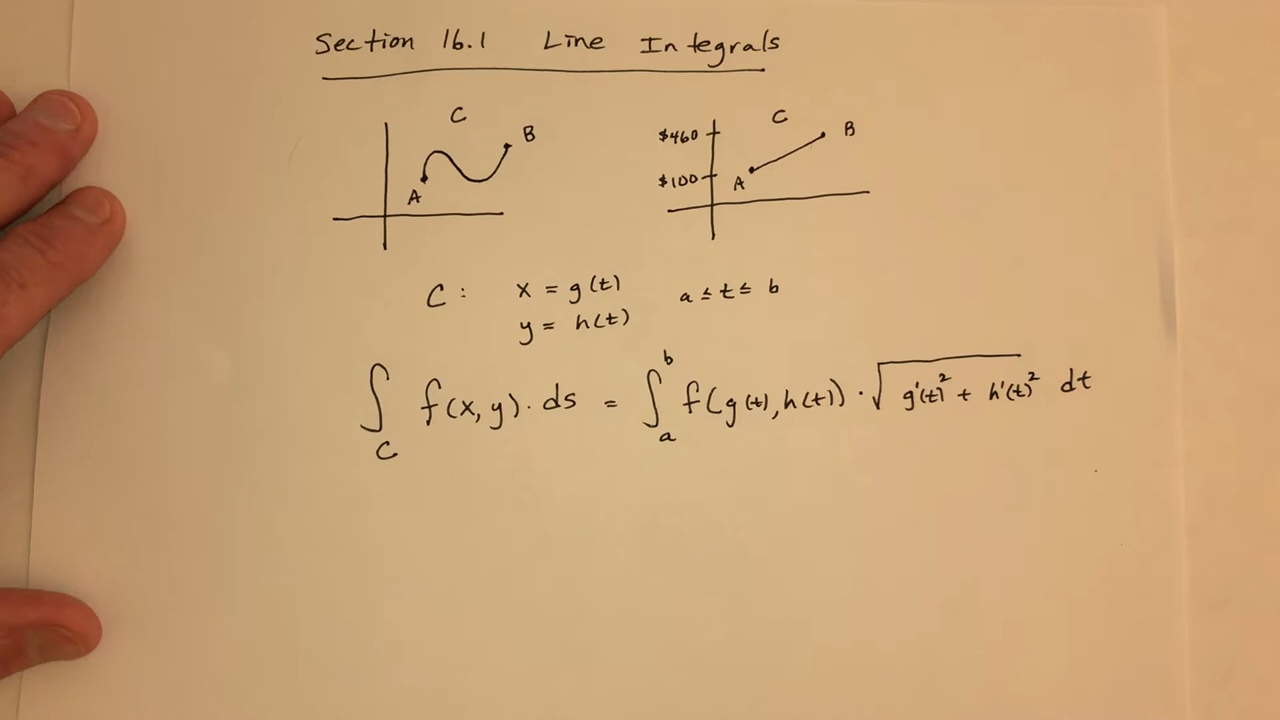 Section 16.1 Line Integrals
C
A
B
C
$460
$100
A
B
C: x = g(t) a ≤ t ≤ b
y = h(t)
∫_C f(x,y)·ds = ∫_a^b f(g(t),h(t))·√(g'(t)² + h'(t)²) dt